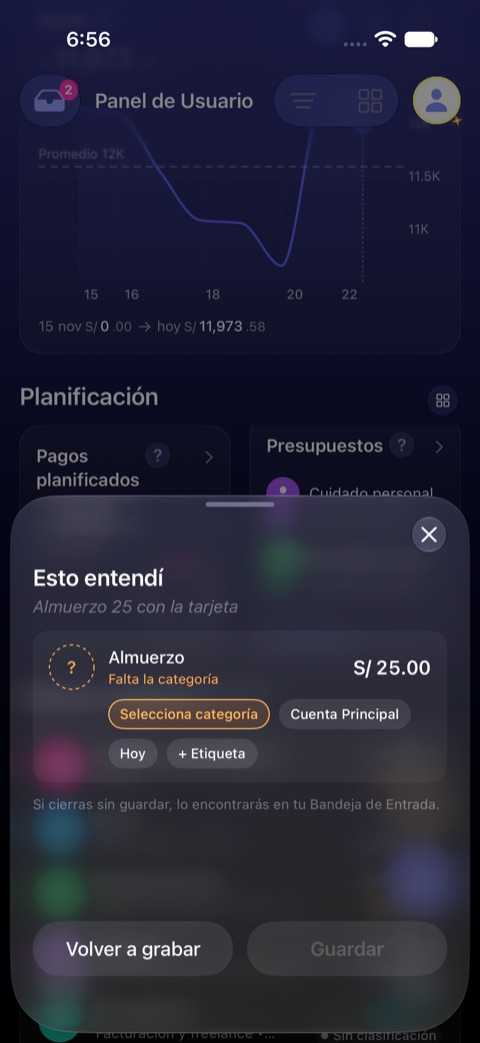 6:56
2
Panel de Usuario
Promedio 12K
11.5K
11K
15 16 18 20 22
15 nov S/ 0.00 → hoy S/ 11,973.58
Planificación
Pagos planificados ?
Presupuestos ?
Cuidado personal
Esto entendí
Almuerzo 25 con la tarjeta
?
Almuerzo
S/ 25.00
Falta la categoría
Selecciona categoría
Cuenta Principal
Hoy
+ Etiqueta
Si cierras sin guardar, lo encontrarás en tu Bandeja de Entrada.
Volver a grabar
Guardar
Facturación y freelance
Sin clasificación